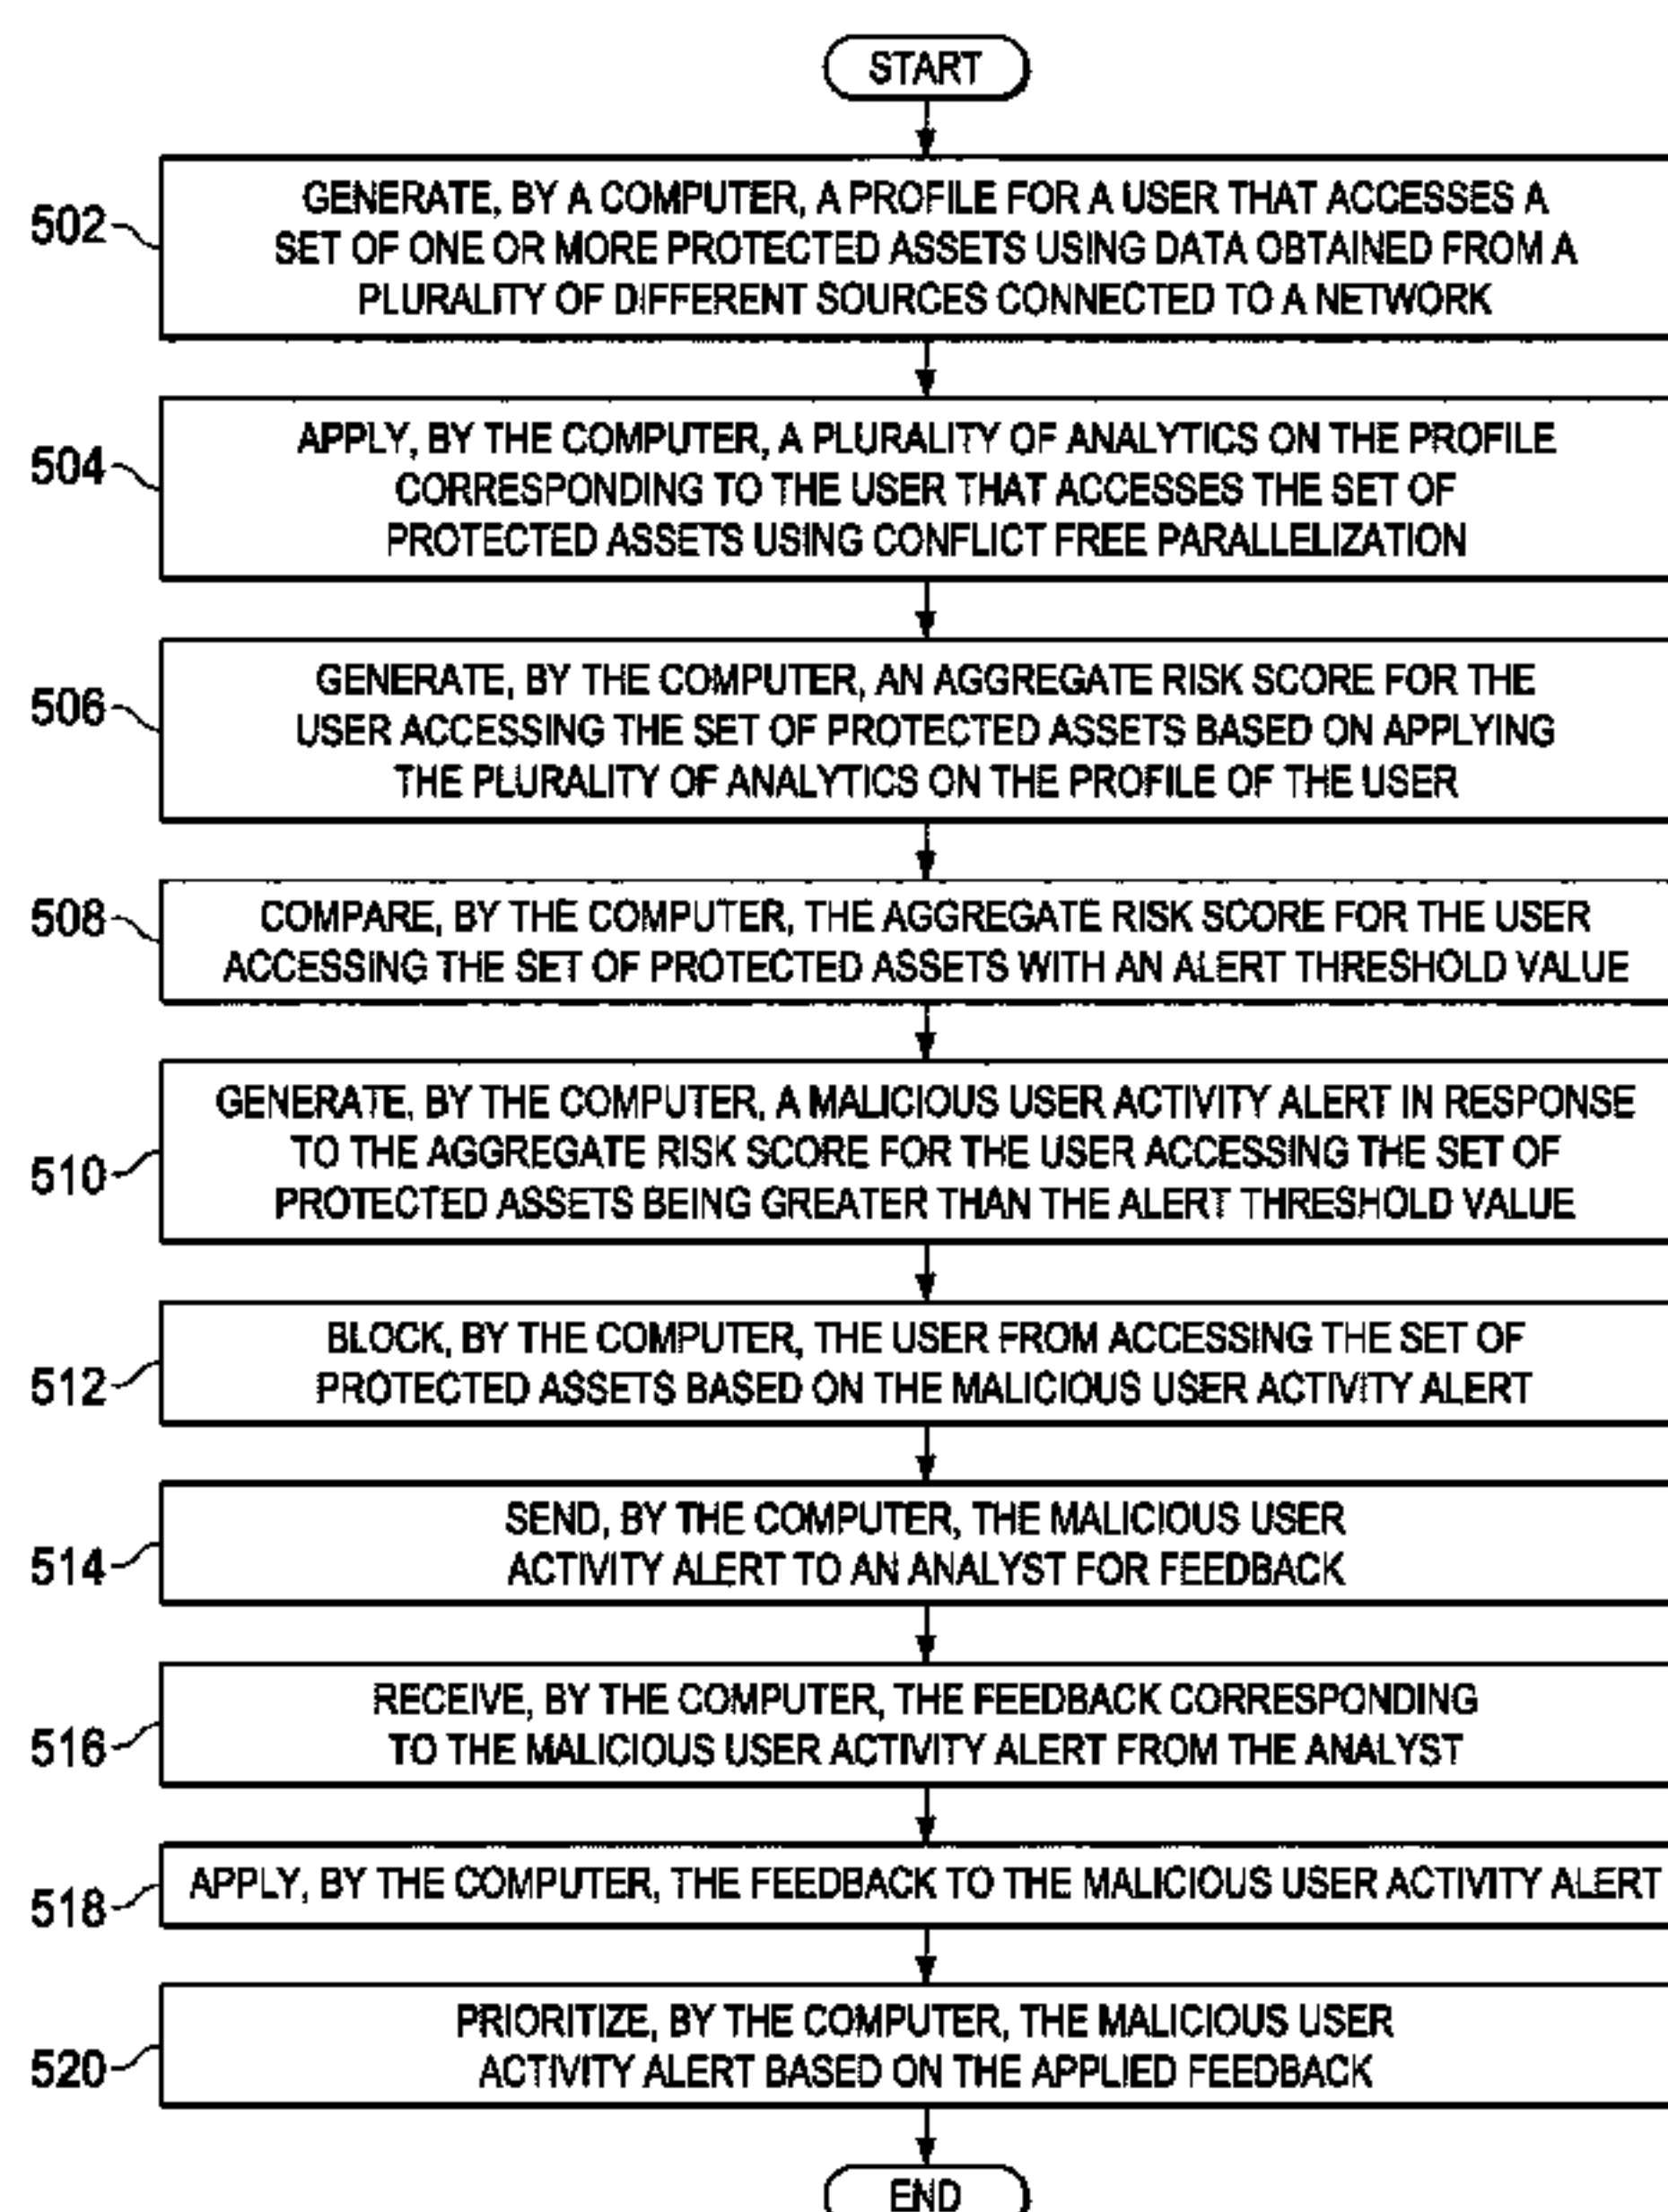 START
502
GENERATE, BY A COMPUTER, A PROFILE FOR A USER THAT ACCESSES A
SET OF ONE OR MORE PROTECTED ASSETS USING DATA OBTAINED FROM A
PLURALITY OF DIFFERENT SOURCES CONNECTED TO A NETWORK
504
APPLY, BY THE COMPUTER, A PLURALITY OF ANALYTICS ON THE PROFILE
CORRESPONDING TO THE USER THAT ACCESSES THE SET OF
PROTECTED ASSETS USING CONFLICT FREE PARALLELIZATION
506
GENERATE, BY THE COMPUTER, AN AGGREGATE RISK SCORE FOR THE
USER ACCESSING THE SET OF PROTECTED ASSETS BASED ON APPLYING
THE PLURALITY OF ANALYTICS ON THE PROFILE OF THE USER
508
COMPARE, BY THE COMPUTER, THE AGGREGATE RISK SCORE FOR THE USER
ACCESSING THE SET OF PROTECTED ASSETS WITH AN ALERT THRESHOLD VALUE
510
GENERATE, BY THE COMPUTER, A MALICIOUS USER ACTIVITY ALERT IN RESPONSE
TO THE AGGREGATE RISK SCORE FOR THE USER ACCESSING THE SET OF
PROTECTED ASSETS BEING GREATER THAN THE ALERT THRESHOLD VALUE
512
BLOCK, BY THE COMPUTER, THE USER FROM ACCESSING THE SET OF
PROTECTED ASSETS BASED ON THE MALICIOUS USER ACTIVITY ALERT
514
SEND, BY THE COMPUTER, THE MALICIOUS USER
ACTIVITY ALERT TO AN ANALYST FOR FEEDBACK
516
RECEIVE, BY THE COMPUTER, THE FEEDBACK CORRESPONDING
TO THE MALICIOUS USER ACTIVITY ALERT FROM THE ANALYST
518
APPLY, BY THE COMPUTER, THE FEEDBACK TO THE MALICIOUS USER ACTIVITY ALERT
520
PRIORITIZE, BY THE COMPUTER, THE MALICIOUS USER
ACTIVITY ALERT BASED ON THE APPLIED FEEDBACK
END